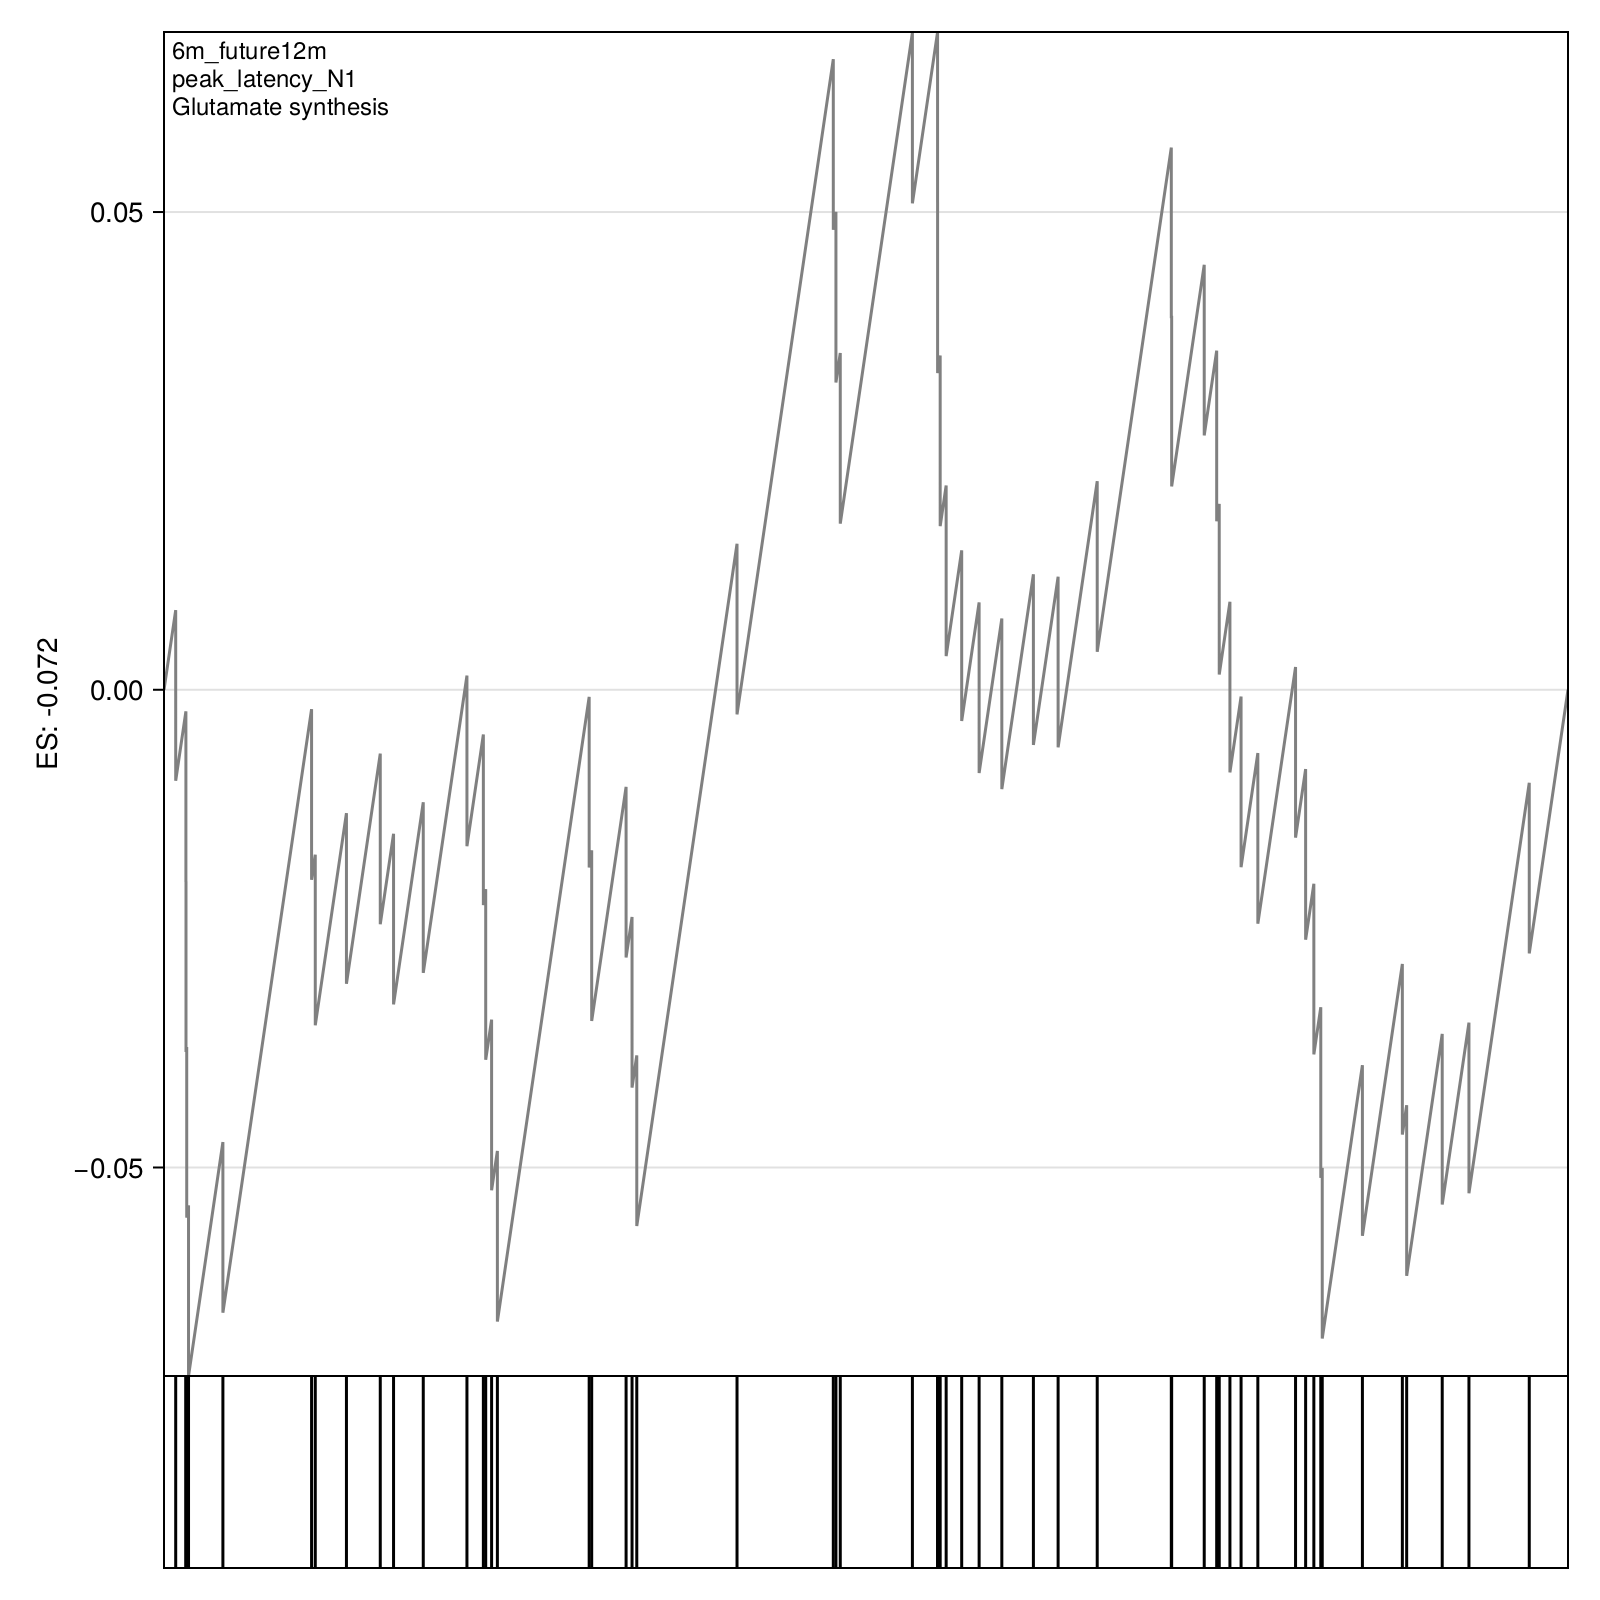 6m_future12m
peak_latency_N1
Glutamate synthesis
0.05
0.00
−0.05
ES: -0.072